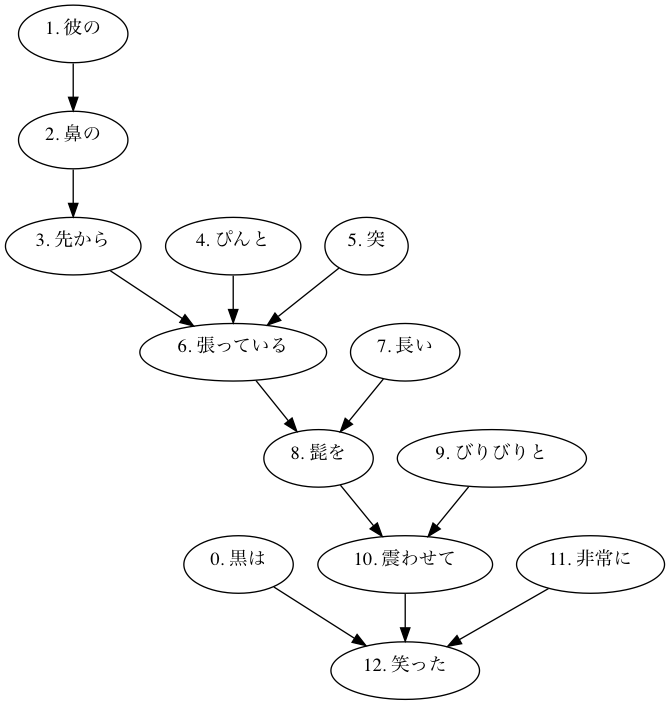 1. 彼の
2. 鼻の
3. 先から
4. ぴんと
5. 突
6. 張っている
7. 長い
8. 髭を
9. びりびりと
0. 黒は
10. 震わせて
11. 非常に
12. 笑った